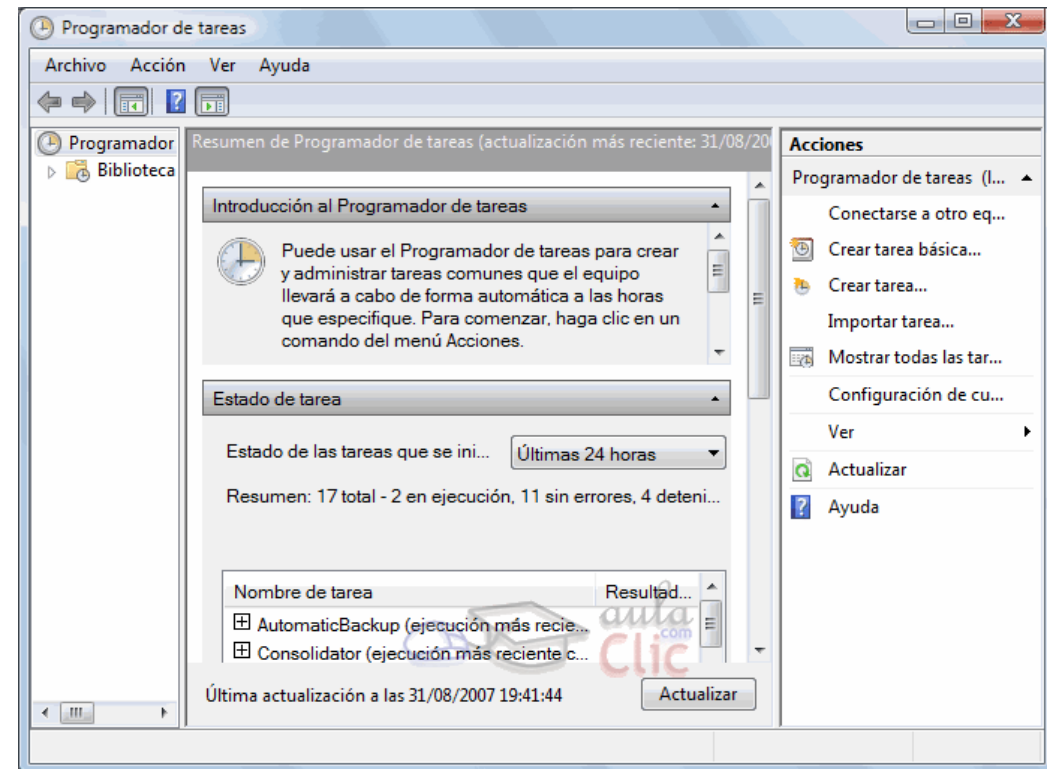 Programador de tareas
Archivo Acción Ver Ayuda
Programador
Biblioteca
Resumen de Programador de tareas (actualización más reciente: 31/08/20
Introducción al Programador de tareas
Puede usar el Programador de tareas para crear
y administrar tareas comunes que el equipo
llevará a cabo de forma automática a las horas
que especifique. Para comenzar, haga clic en un
comando del menú Acciones.
Estado de tarea
Estado de las tareas que se ini... Últimas 24 horas
Resumen: 17 total - 2 en ejecución, 11 sin errores, 4 deteni...
Nombre de tarea Resultad...
AutomaticBackup (ejecución más recie...
Consolidator (ejecución más reciente c...
aula
Clic
.com
Última actualización a las 31/08/2007 19:41:44 Actualizar
Acciones
Programador de tareas (l...
Conectarse a otro eq...
Crear tarea básica...
Crear tarea...
Importar tarea...
Mostrar todas las tar...
Configuración de cu...
Ver
Actualizar
Ayuda